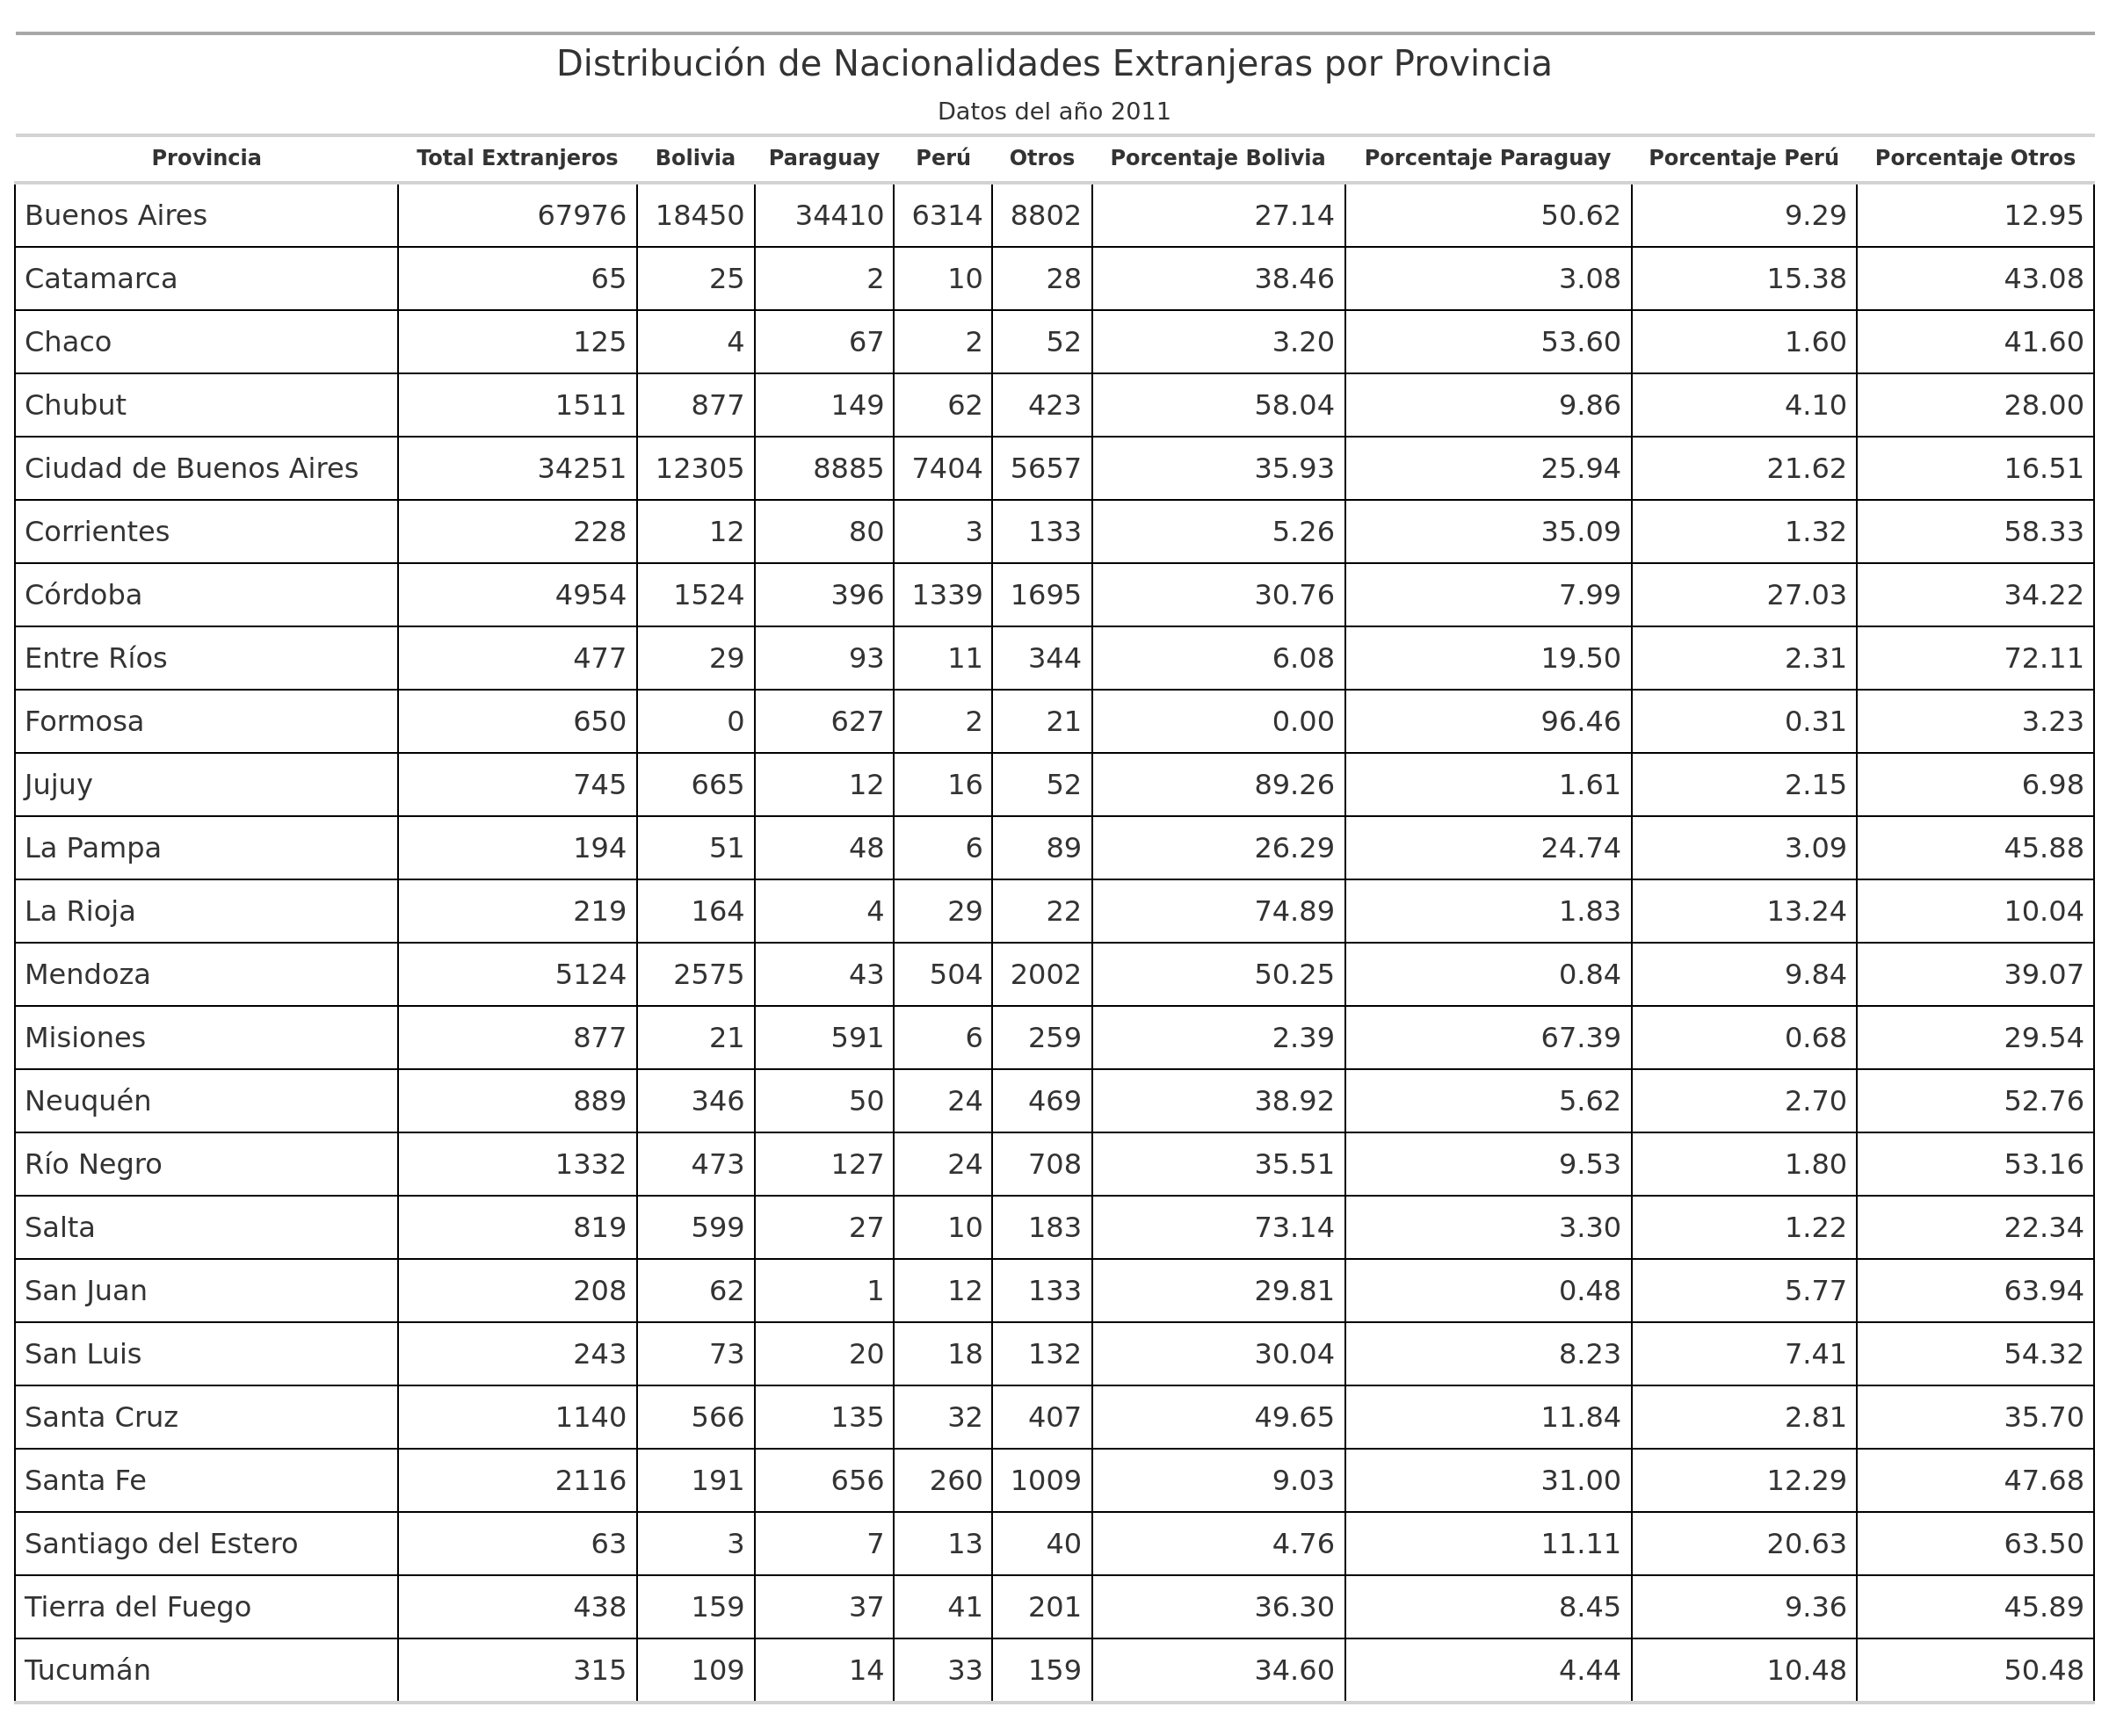 Distribución de Nacionalidades Extranjeras por Provincia
Datos del año 2011
Provincia Total Extranjeros Bolivia Paraguay Perú Otros Porcentaje Bolivia Porcentaje Paraguay Porcentaje Perú Porcentaje Otros
Buenos Aires 67976 18450 34410 6314 8802 27.14 50.62 9.29 12.95
Catamarca 65 25 2 10 28 38.46 3.08 15.38 43.08
Chaco 125 4 67 2 52 3.20 53.60 1.60 41.60
Chubut 1511 877 149 62 423 58.04 9.86 4.10 28.00
Ciudad de Buenos Aires 34251 12305 8885 7404 5657 35.93 25.94 21.62 16.51
Corrientes 228 12 80 3 133 5.26 35.09 1.32 58.33
Córdoba 4954 1524 396 1339 1695 30.76 7.99 27.03 34.22
Entre Ríos 477 29 93 11 344 6.08 19.50 2.31 72.11
Formosa 650 0 627 2 21 0.00 96.46 0.31 3.23
Jujuy 745 665 12 16 52 89.26 1.61 2.15 6.98
La Pampa 194 51 48 6 89 26.29 24.74 3.09 45.88
La Rioja 219 164 4 29 22 74.89 1.83 13.24 10.04
Mendoza 5124 2575 43 504 2002 50.25 0.84 9.84 39.07
Misiones 877 21 591 6 259 2.39 67.39 0.68 29.54
Neuquén 889 346 50 24 469 38.92 5.62 2.70 52.76
Río Negro 1332 473 127 24 708 35.51 9.53 1.80 53.16
Salta 819 599 27 10 183 73.14 3.30 1.22 22.34
San Juan 208 62 1 12 133 29.81 0.48 5.77 63.94
San Luis 243 73 20 18 132 30.04 8.23 7.41 54.32
Santa Cruz 1140 566 135 32 407 49.65 11.84 2.81 35.70
Santa Fe 2116 191 656 260 1009 9.03 31.00 12.29 47.68
Santiago del Estero 63 3 7 13 40 4.76 11.11 20.63 63.50
Tierra del Fuego 438 159 37 41 201 36.30 8.45 9.36 45.89
Tucumán 315 109 14 33 159 34.60 4.44 10.48 50.48